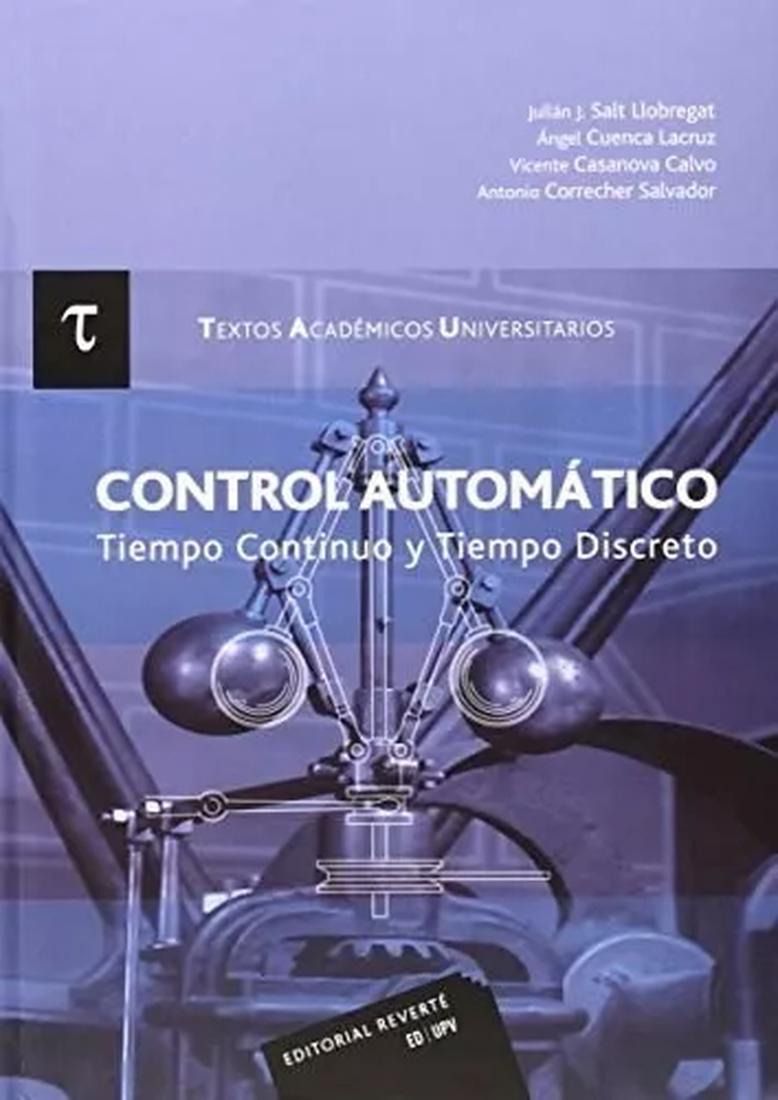 Julián J. Salt Llobregat
Ángel Cuenca Lacruz
Vicente Casanova Calvo
Antonio Correcher Salvador
τ
TEXTOS ACADÉMICOS UNIVERSITARIOS
CONTROL AUTOMÁTICO
Tiempo Continuo y Tiempo Discreto
EDITORIAL REVERTÉ
ED | UPV